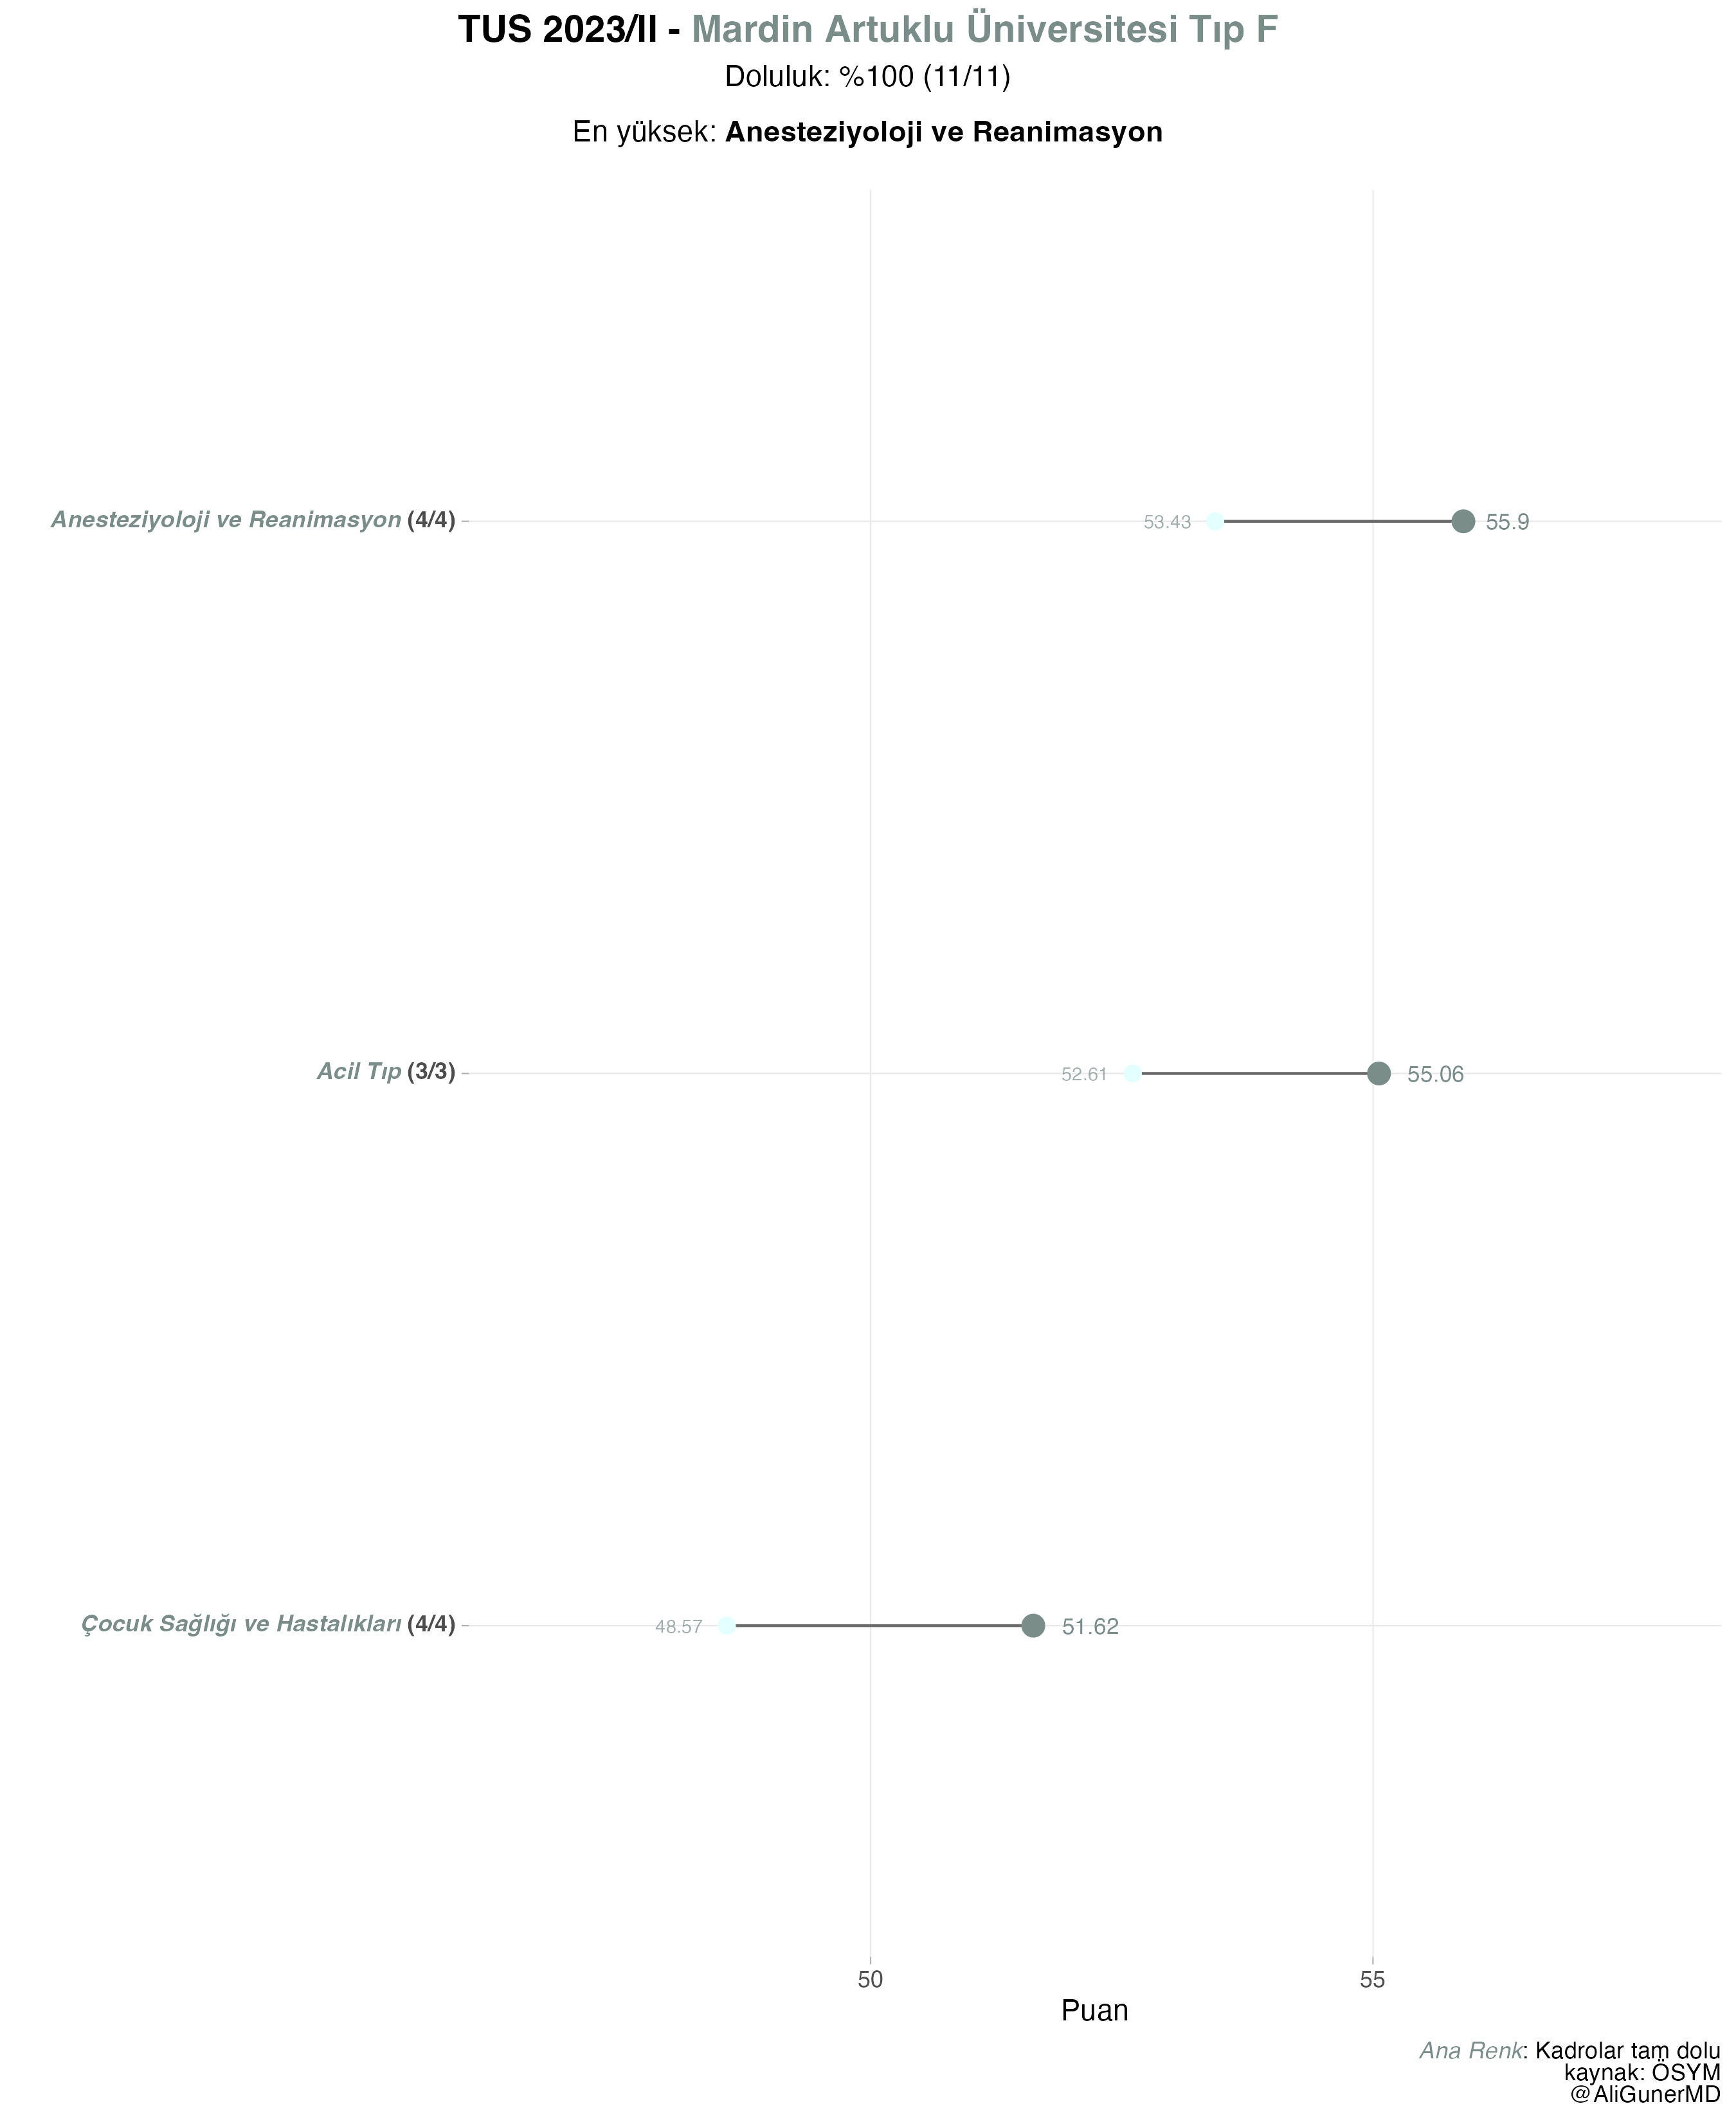 TUS 2023/II - Mardin Artuklu Üniversitesi Tıp F
Doluluk: %100 (11/11)
En yüksek: Anesteziyoloji ve Reanimasyon
Anesteziyoloji ve Reanimasyon (4/4)
53.43
55.9
Acil Tıp (3/3)
52.61
55.06
Çocuk Sağlığı ve Hastalıkları (4/4)
48.57
51.62
50
55
Puan
Ana Renk: Kadrolar tam dolu
kaynak: ÖSYM
@AliGunerMD